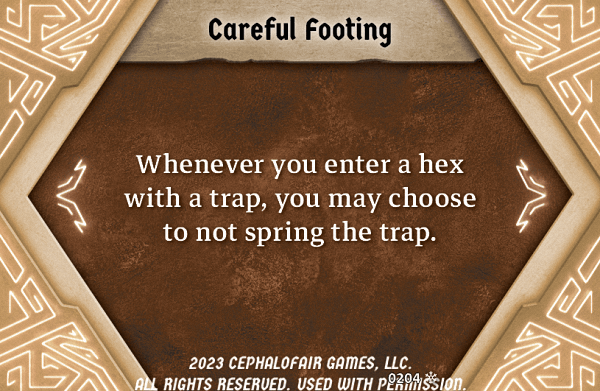 Careful Footing
Whenever you enter a hex
with a trap, you may choose
to not spring the trap.
2023 CEPHALOFAIR GAMES, LLC.
ALL RIGHTS RESERVED. USED WITH PERMISSION.
0204